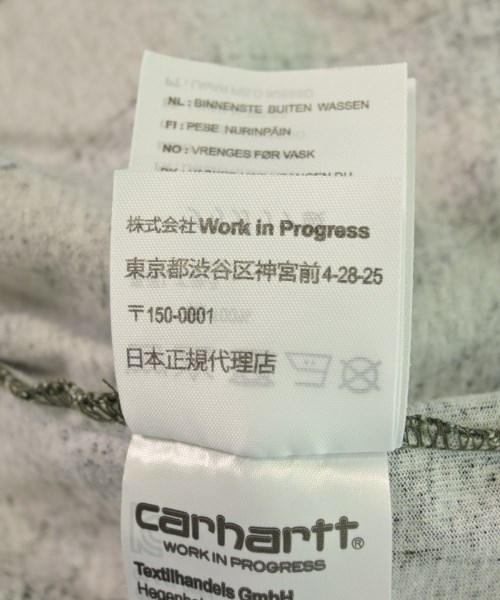 NL : BINNENSTE BUITEN WASSEN
FI : PESE NURINPÄIN
NO : VRENGES FØR VASK
株式会社Work in Progress
東京都渋谷区神宮前4-28-25
〒150-0001
日本正規代理店
carhartt®
WORK IN PROGRESS
Textilhandels GmbH